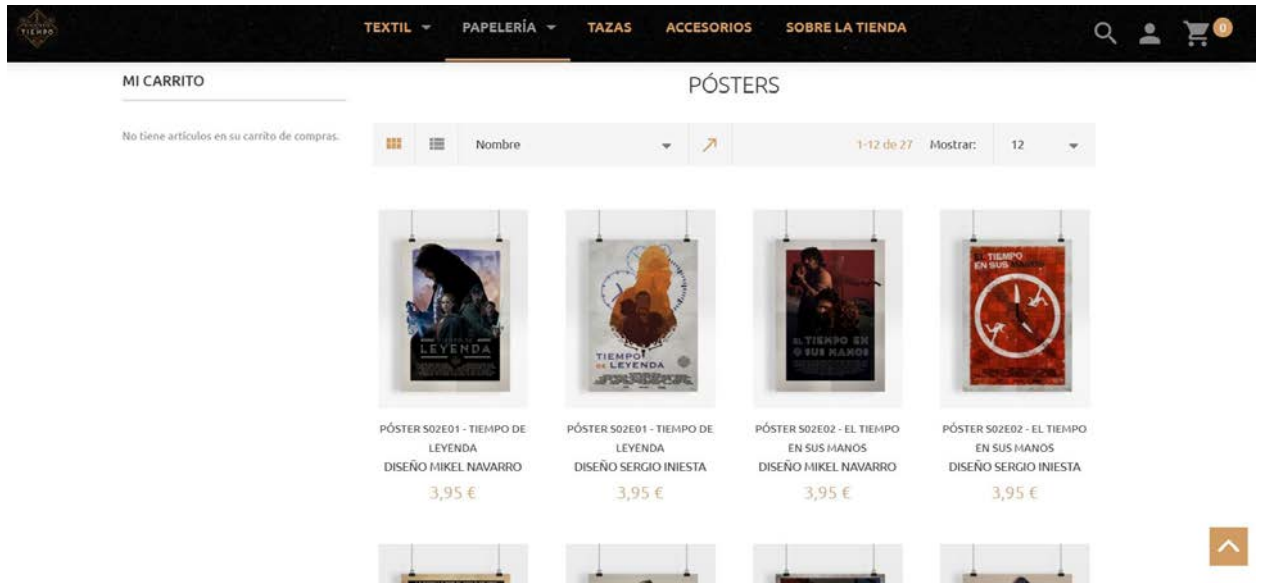 TIEMPO
TEXTIL PAPELERÍA TAZAS ACCESORIOS SOBRE LA TIENDA
0
MI CARRITO
No tiene artículos en su carrito de compras.
PÓSTERS
Nombre
1-12 de 27 Mostrar: 12
LEYENDA
TIEMPO
DE LEYENDA
EL TIEMPO EN
SUS MANOS
EL TIEMPO
EN SUS MANOS
PÓSTER S02E01 - TIEMPO DE
LEYENDA
DISEÑO MIKEL NAVARRO
3,95 €
PÓSTER S02E01 - TIEMPO DE
LEYENDA
DISEÑO SERGIO INIESTA
3,95 €
PÓSTER S02E02 - EL TIEMPO
EN SUS MANOS
DISEÑO MIKEL NAVARRO
3,95 €
PÓSTER S02E02 - EL TIEMPO
EN SUS MANOS
DISEÑO SERGIO INIESTA
3,95 €